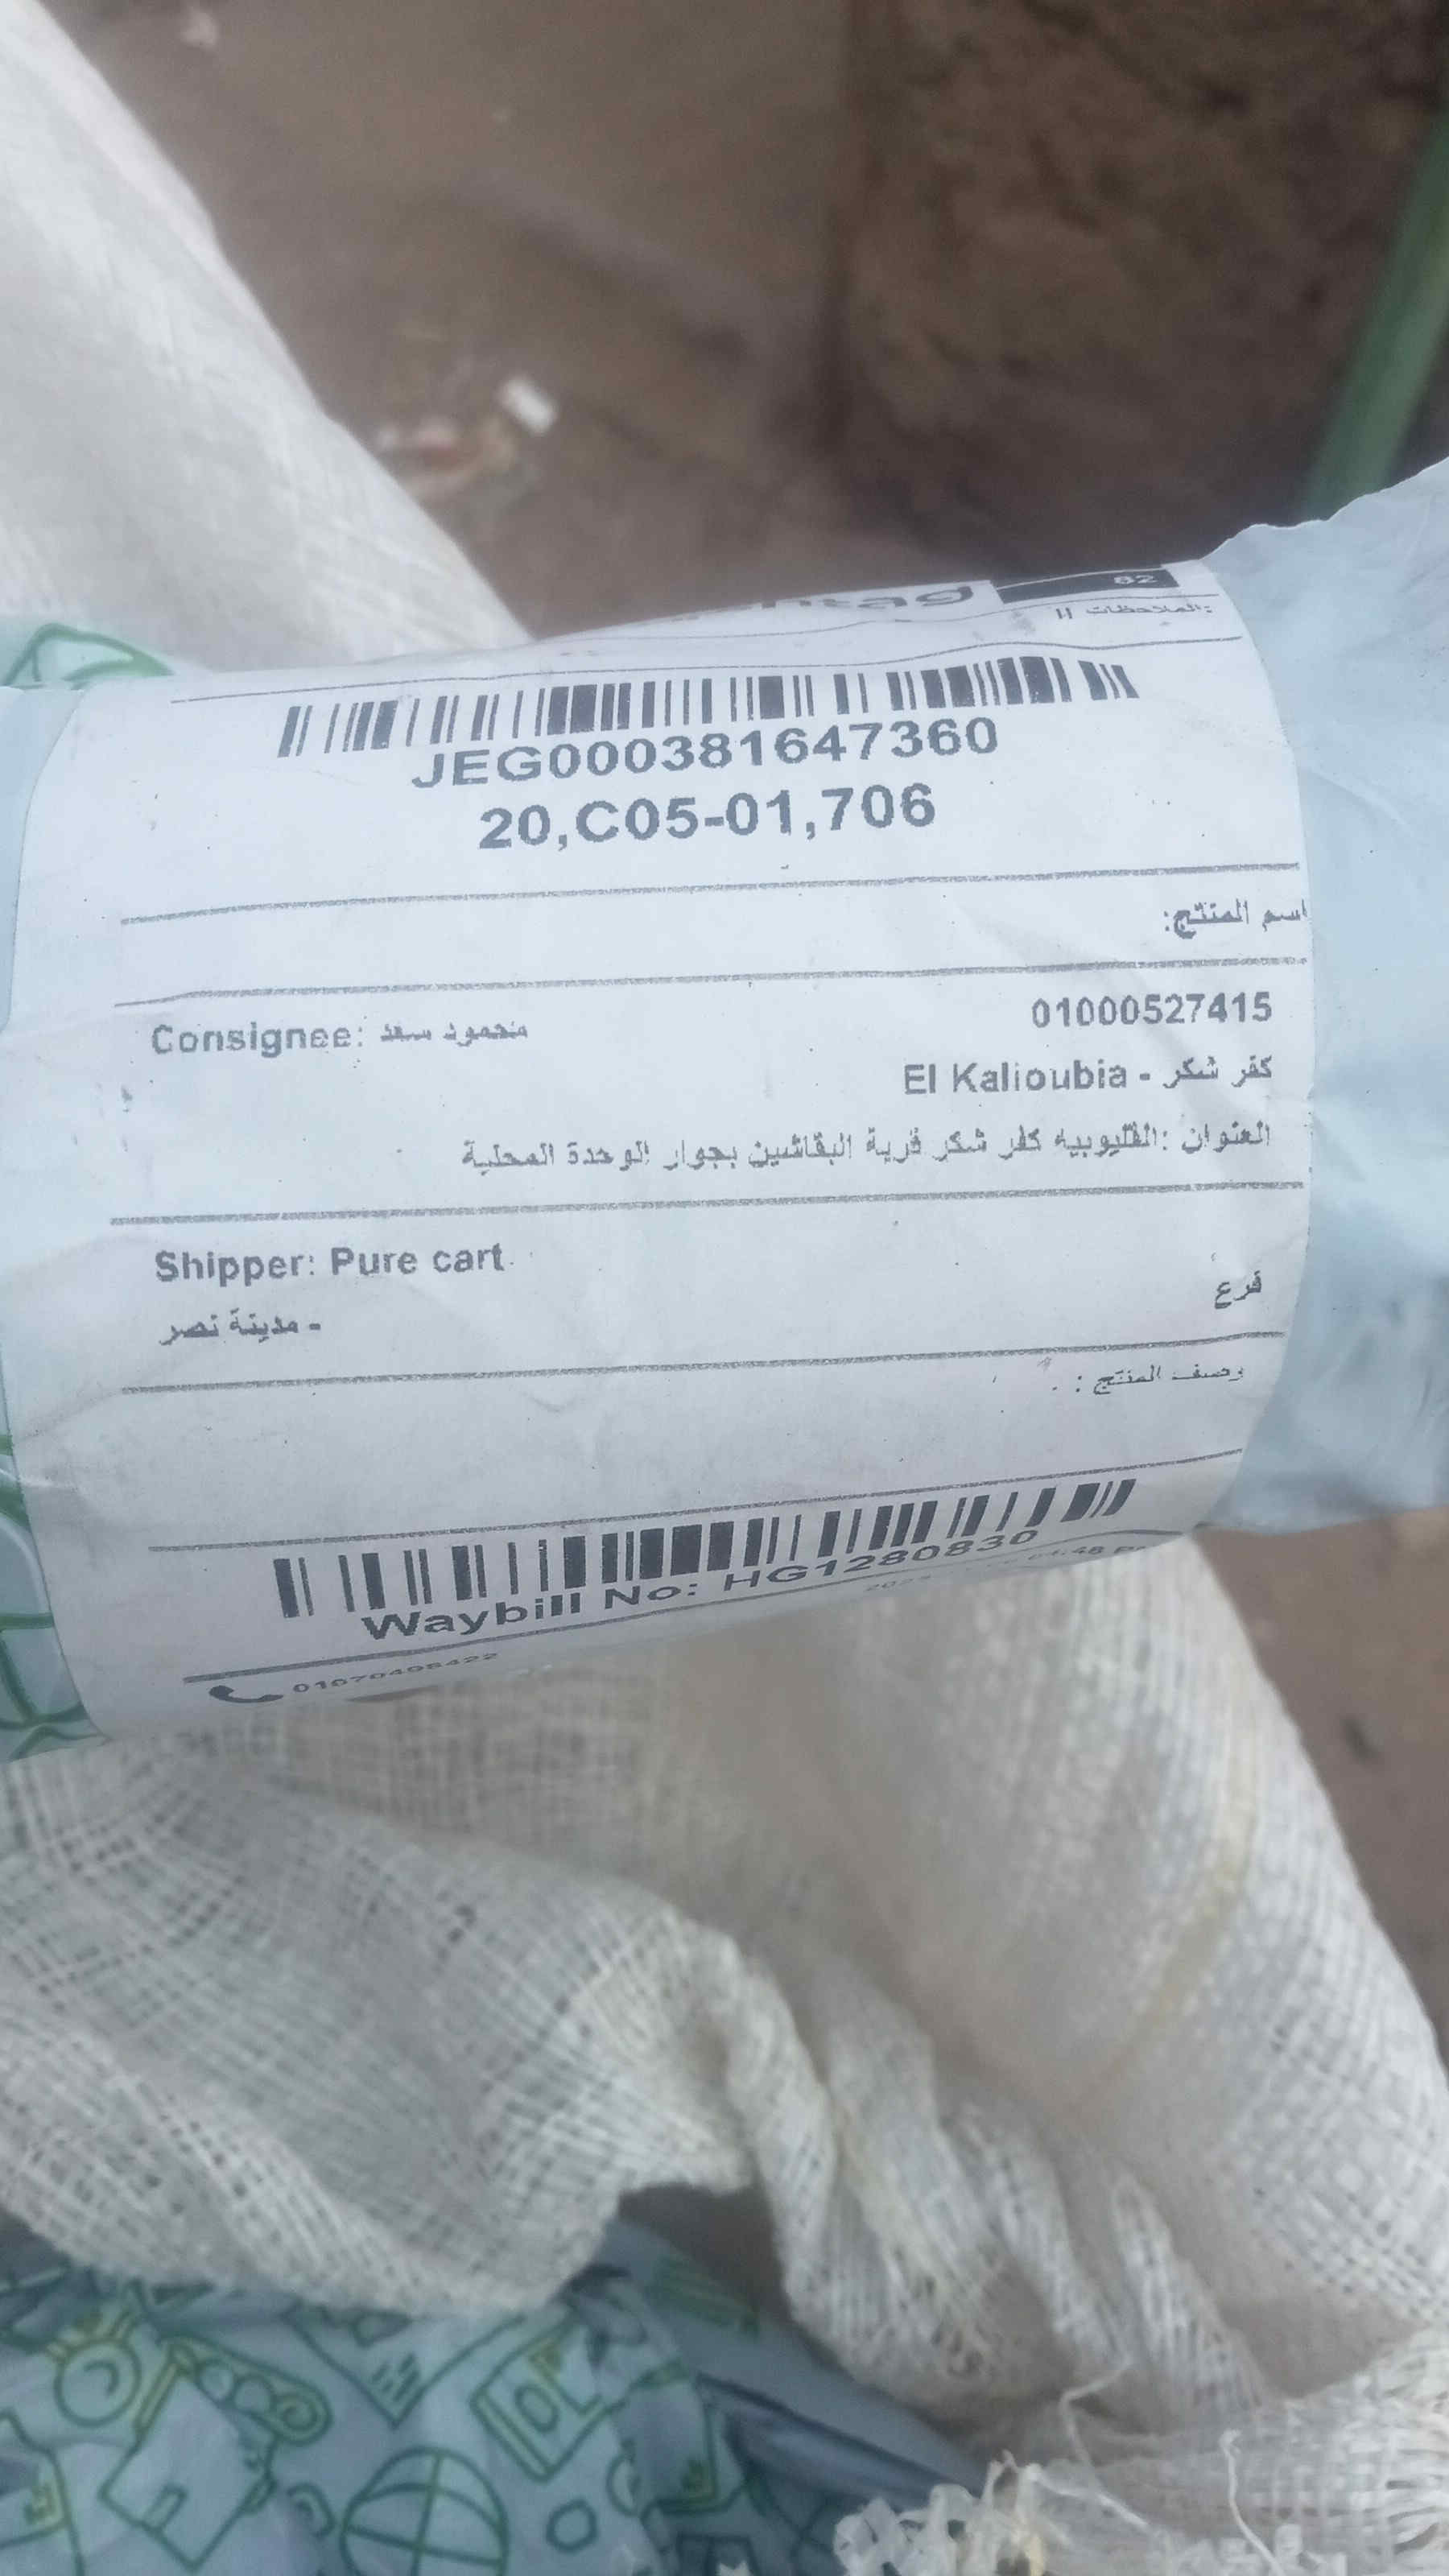 82
الملاحظات:
JEG000381647360
20,C05-01,706
اسم المنتج:
Consignee: محمود سعد
01000527415
El Kalioubia - كفر شكر
العنوان :القليوبيه كفر شكر قرية البقاشين بجوار الوحدة المحلية
Shipper: Pure cart
فرع
- مدينة نصر
وصف المنتج :
Waybill No: HG1280830